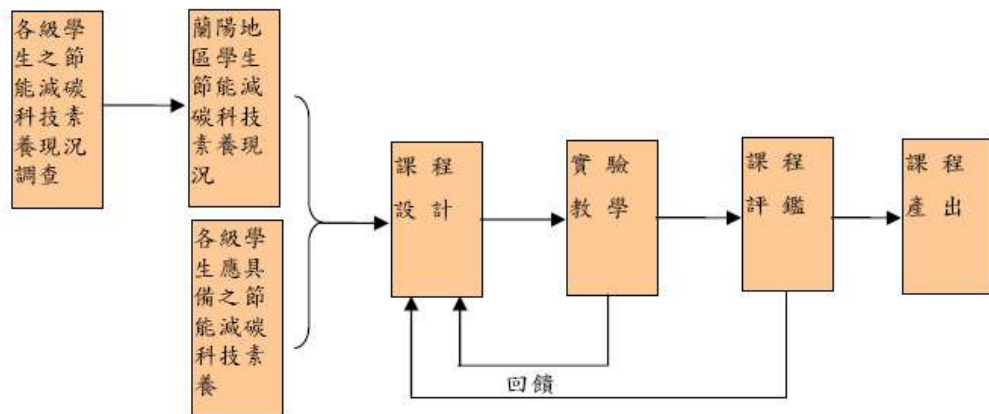 各級學
生之節
能減碳
科技素
養現況
調查
蘭陽地
區學生
節能減
碳科技
素養現
況
各級學
生應具
備之節
能減碳
科技素
養
課程
設計
實驗
教學
課程
評鑑
課程
產出
回饋